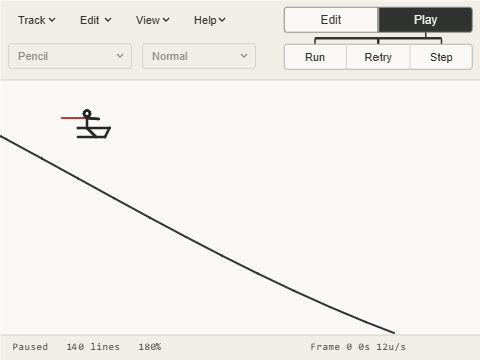 Track Edit View Help Edit Play
Pencil Normal Run Retry Step
Paused 140 lines 180% Frame 0 0s 12u/s